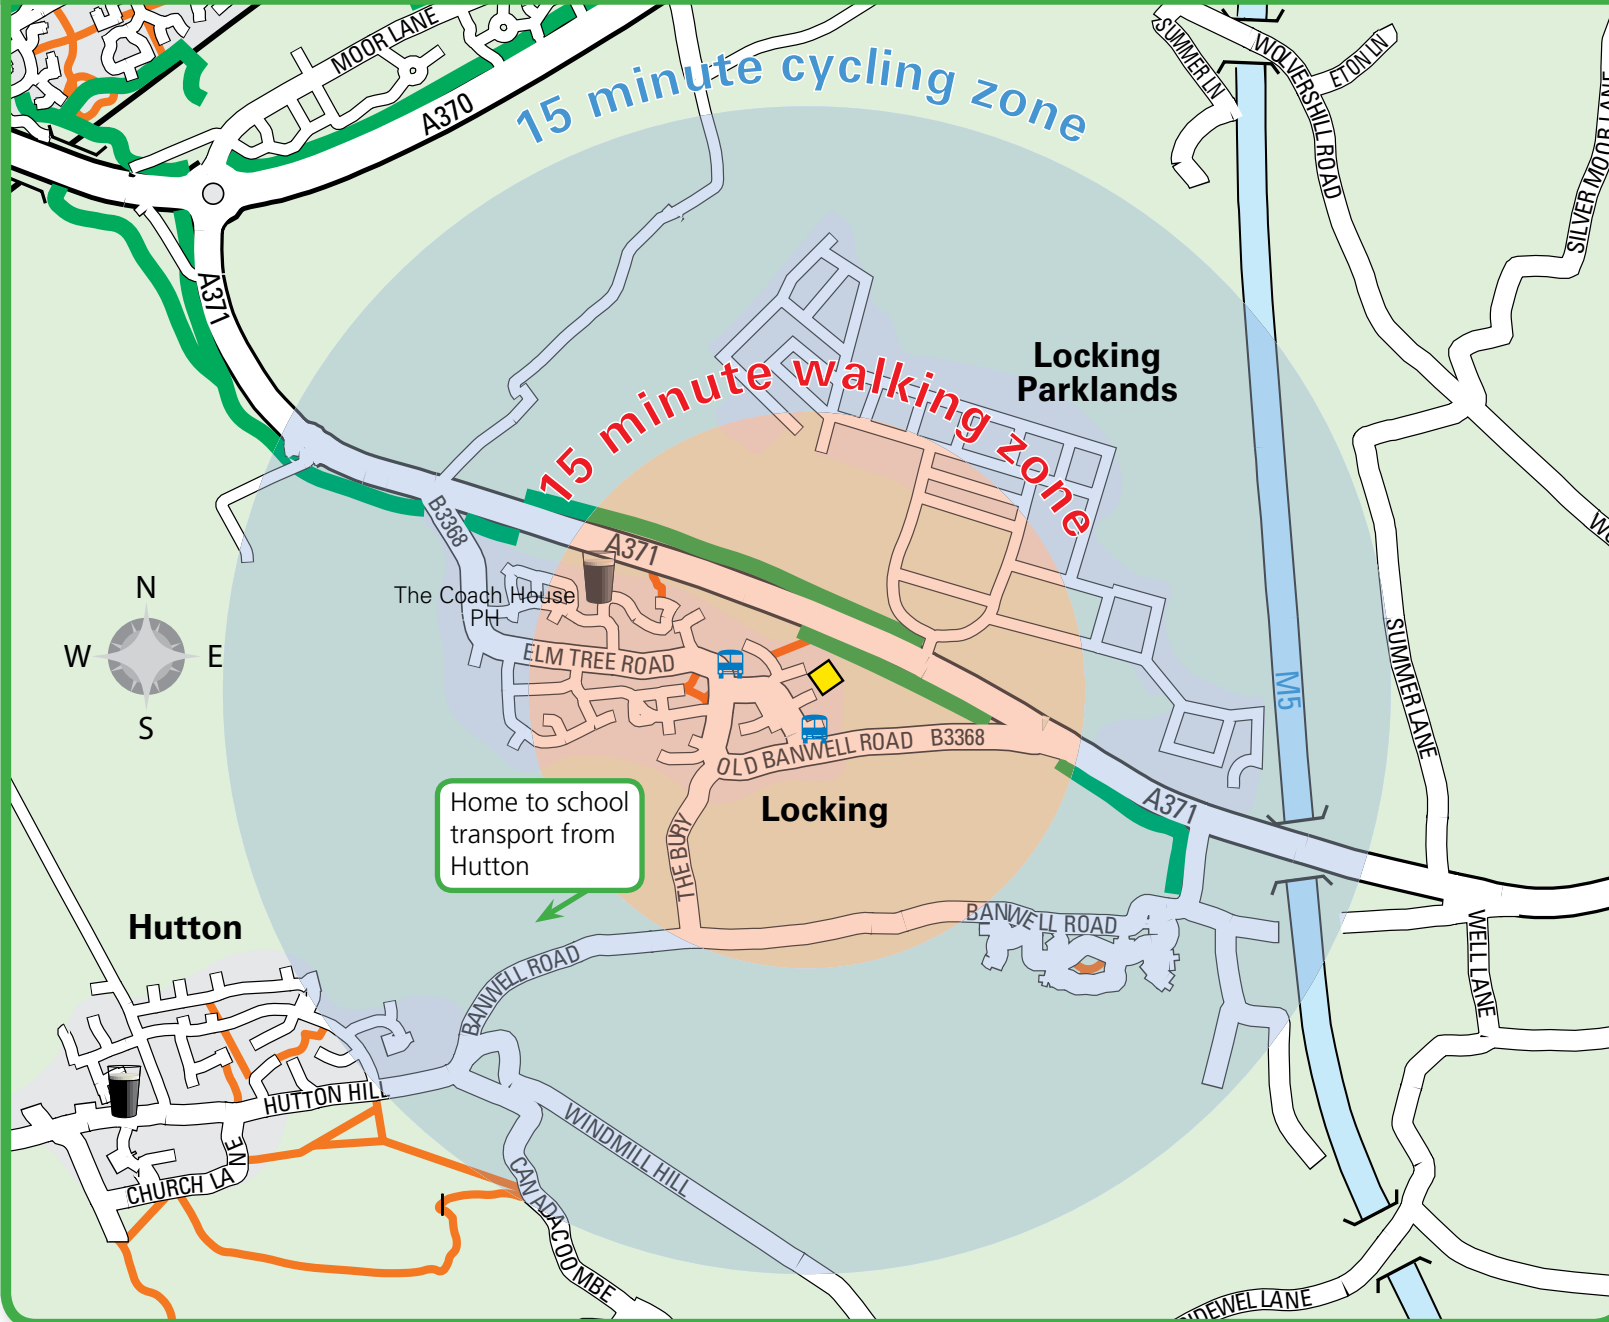 MOOR LANE
A370
15 minute cycling zone
SUMMER LN
WOLVERSHILL ROAD
ETON LN
SILVER MOOR LANE
A371
Locking
Parklands
15 minute walking zone
B3368
A371
The Coach House
PH
N
W
E
S
ELM TREE ROAD
M5
SUMMER LANE
OLD BANWELL ROAD
B3368
Locking
A371
Home to school
transport from
Hutton
THE BURY
BANWELL ROAD
WELL LANE
Hutton
BANWELL ROAD
HUTTON HILL
WINDMILL HILL
CHURCH LANE
CANADA COOMBE